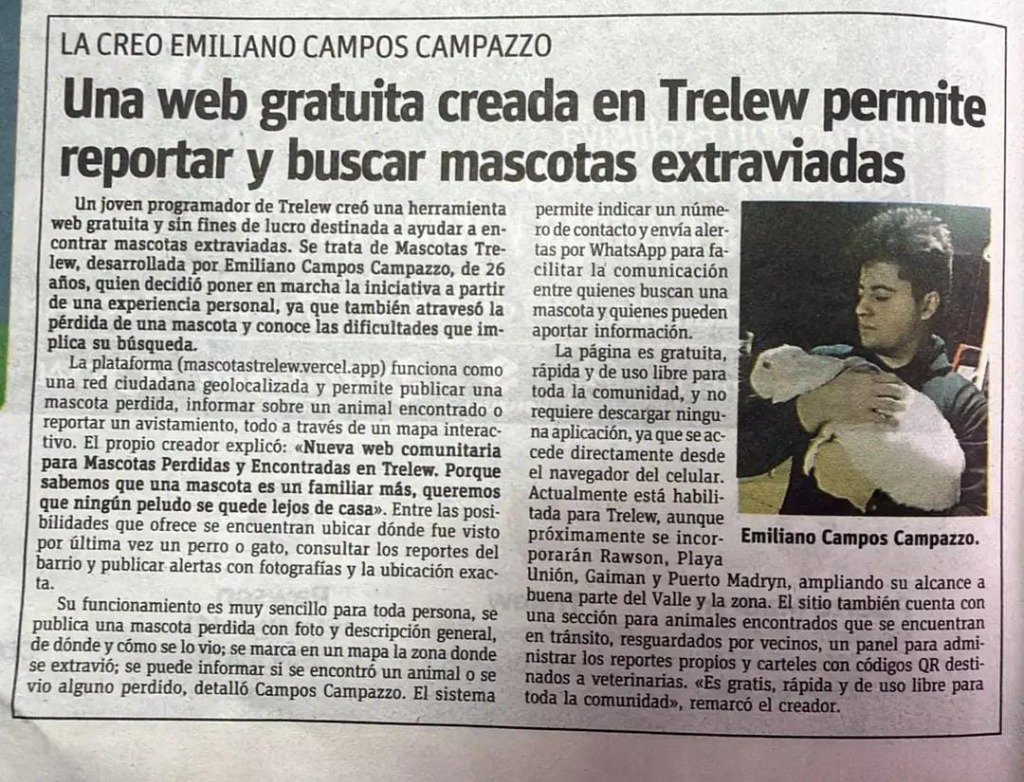 LA CREO EMILIANO CAMPOS CAMPAZZO
Una web gratuita creada en Trelew permite
reportar y buscar mascotas extraviadas
Un joven programador de Trelew creó una herramienta
web gratuita y sin fines de lucro destinada a ayudar a en-
contrar mascotas extraviadas. Se trata de Mascotas Tre-
lew, desarrollada por Emiliano Campos Campazzo, de 26
años, quien decidió poner en marcha la iniciativa a partir
de una experiencia personal, ya que también atravesó la
pérdida de una mascota y conoce las dificultades que im-
plica su búsqueda.
La plataforma (mascotastrelew.vercel.app) funciona como
una red ciudadana geolocalizada y permite publicar una
mascota perdida, informar sobre un animal encontrado o
reportar un avistamiento, todo a través de un mapa interac-
tivo. El propio creador explicó: «Nueva web comunitaria
para Mascotas Perdidas y Encontradas en Trelew. Porque
sabemos que una mascota es un familiar más, queremos
que ningún peludo se quede lejos de casa». Entre las posi-
bilidades que ofrece se encuentran ubicar dónde fue visto
por última vez un perro o gato, consultar los reportes del
barrio y publicar alertas con fotografías y la ubicación exac-
ta.
Su funcionamiento es muy sencillo para toda persona, se
publica una mascota perdida con foto y descripción general,
de dónde y cómo se lo vio; se marca en un mapa la zona donde
se extravió; se puede informar si se encontró un animal o se
vio alguno perdido, detalló Campos Campazzo. El sistema
permite indicar un núme-
ro de contacto y envía aler-
tas por WhatsApp para fa-
cilitar la comunicación
entre quienes buscan una
mascota y quienes pueden
aportar información.
La página es gratuita,
rápida y de uso libre para
toda la comunidad, y no
requiere descargar ningu-
na aplicación, ya que se ac-
cede directamente desde
el navegador del celular.
Actualmente está habili-
tada para Trelew, aunque
próximamente se incor-
porarán Rawson, Playa
Unión, Gaiman y Puerto Madryn, ampliando su alcance a
buena parte del Valle y la zona. El sitio también cuenta con
una sección para animales encontrados que se encuentran
en tránsito, resguardados por vecinos, un panel para admi-
nistrar los reportes propios y carteles con códigos QR desti-
nados a veterinarias. «Es gratis, rápida y de uso libre para
toda la comunidad», remarcó el creador.
Emiliano Campos Campazzo.